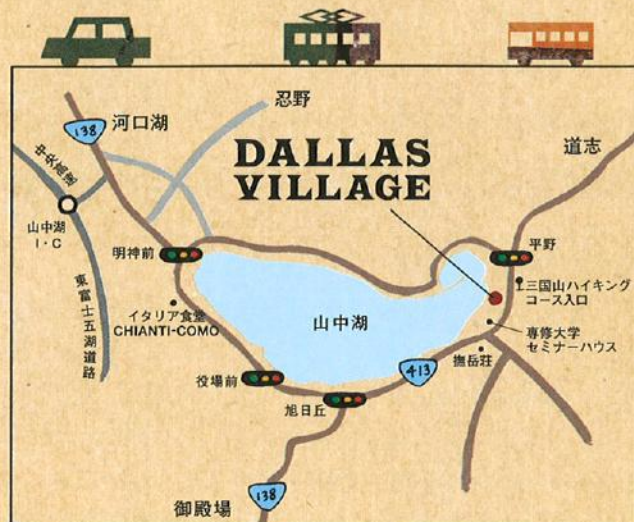 138
河口湖
忍野
道志
DALLAS
VILLAGE
中央高速
山中湖
I・C
明神前
平野
三国山ハイキング
コース入口
東富士五湖道路
イタリア食堂
CHIANTI-COMO
山中湖
専修大学
セミナーハウス
撫岳荘
413
役場前
旭日丘
138
御殿場